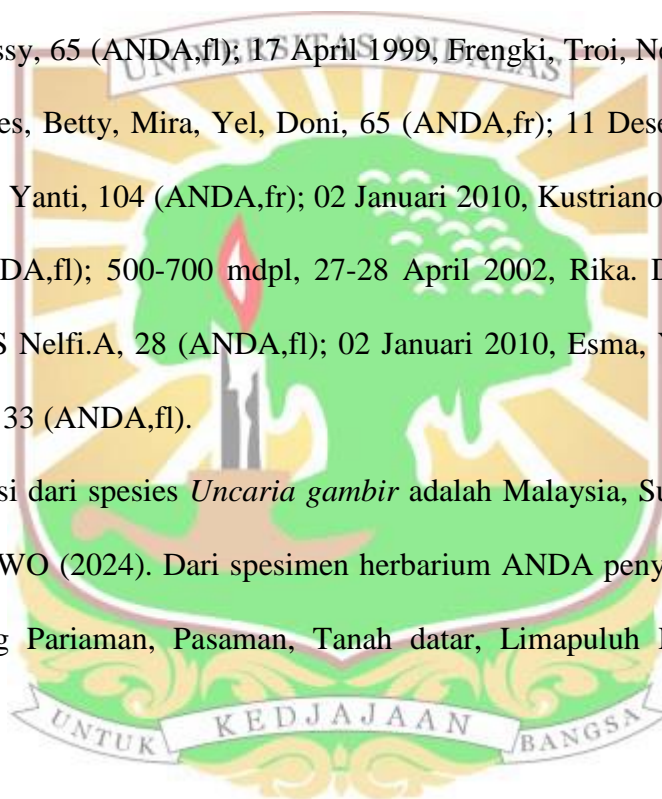 ssy, 65 (ANDA,fl); 17 April 1999, Frengki, Troi, No
UNIVERSITAS ANDALAS
es, Betty, Mira, Yel, Doni, 65 (ANDA,fr); 11 Dese
Yanti, 104 (ANDA,fr); 02 Januari 2010, Kustriano
DA,fl); 500-700 mdpl, 27-28 April 2002, Rika. D
S Nelfi.A, 28 (ANDA,fl); 02 Januari 2010, Esma, Y
33 (ANDA,fl).
si dari spesies Uncaria gambir adalah Malaysia, Su
WO (2024). Dari spesimen herbarium ANDA peny
g Pariaman, Pasaman, Tanah datar, Limapuluh
UNTUK KEDJAJAAN BANGSA